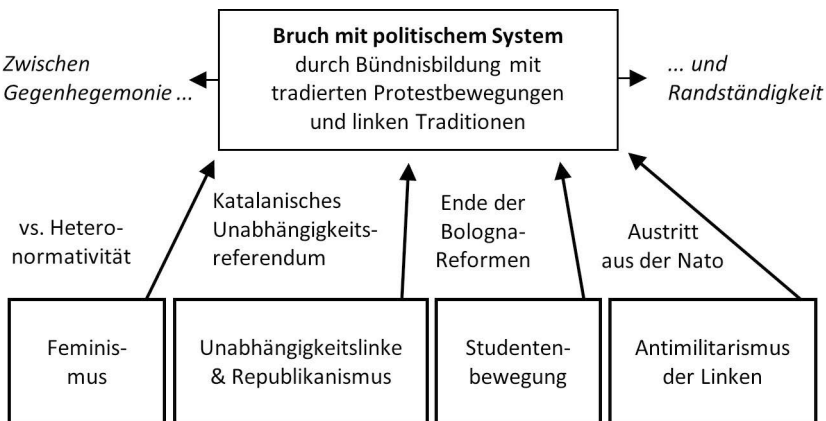 Bruch mit politischem System
durch Bündnisbildung mit
tradierten Protestbewegungen
und linken Traditionen
Zwischen
Gegenhegemonie ...
... und
Randständigkeit
vs. Hetero-
normativität
Katalanisches
Unabhängigkeits-
referendum
Ende der
Bologna-
Reformen
Austritt
aus der Nato
Feminis-
mus
Unabhängigkeitslinke
& Republikanismus
Studenten-
bewegung
Antimilitarismus
der Linken